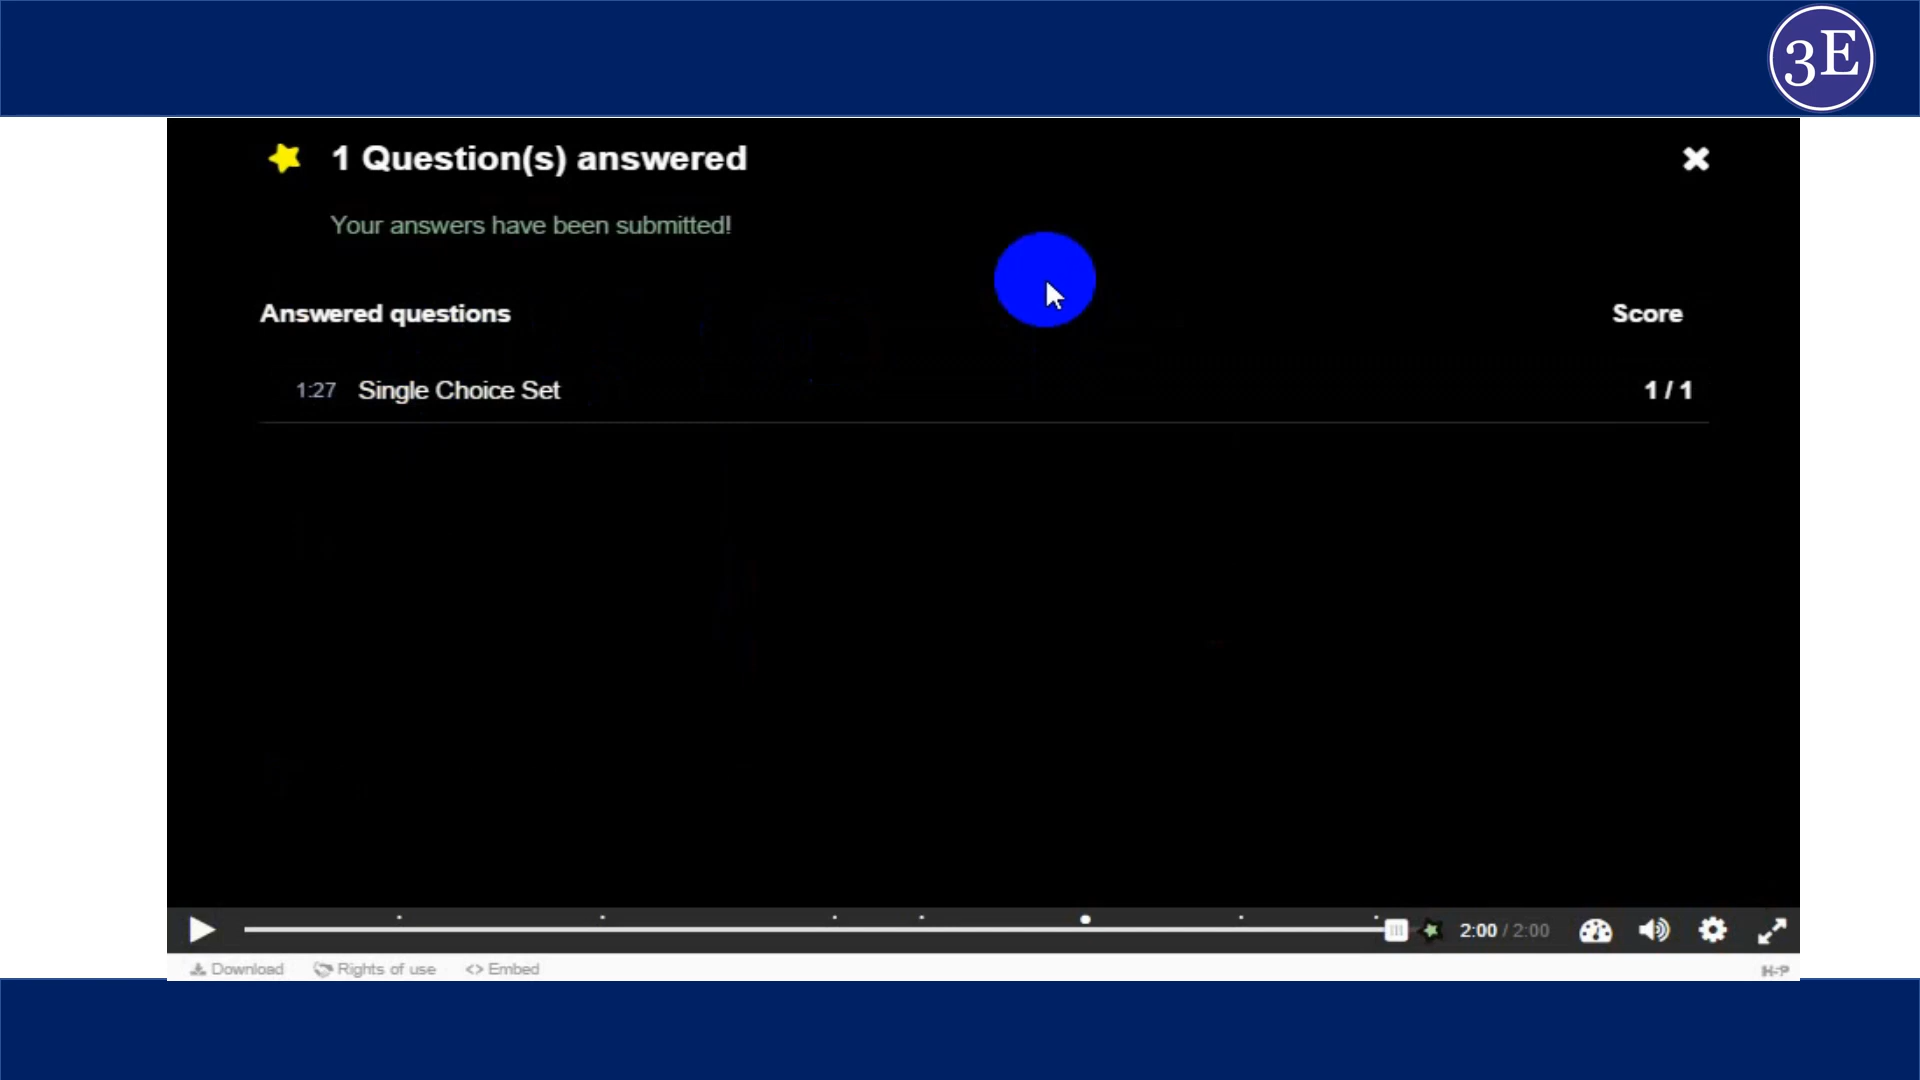 3E
1 Question(s) answered
Your answers have been submitted!
Answered questions Score
1:27 Single Choice Set 1 / 1
2:00 / 2:00
Download Rights of use <> Embed H-P